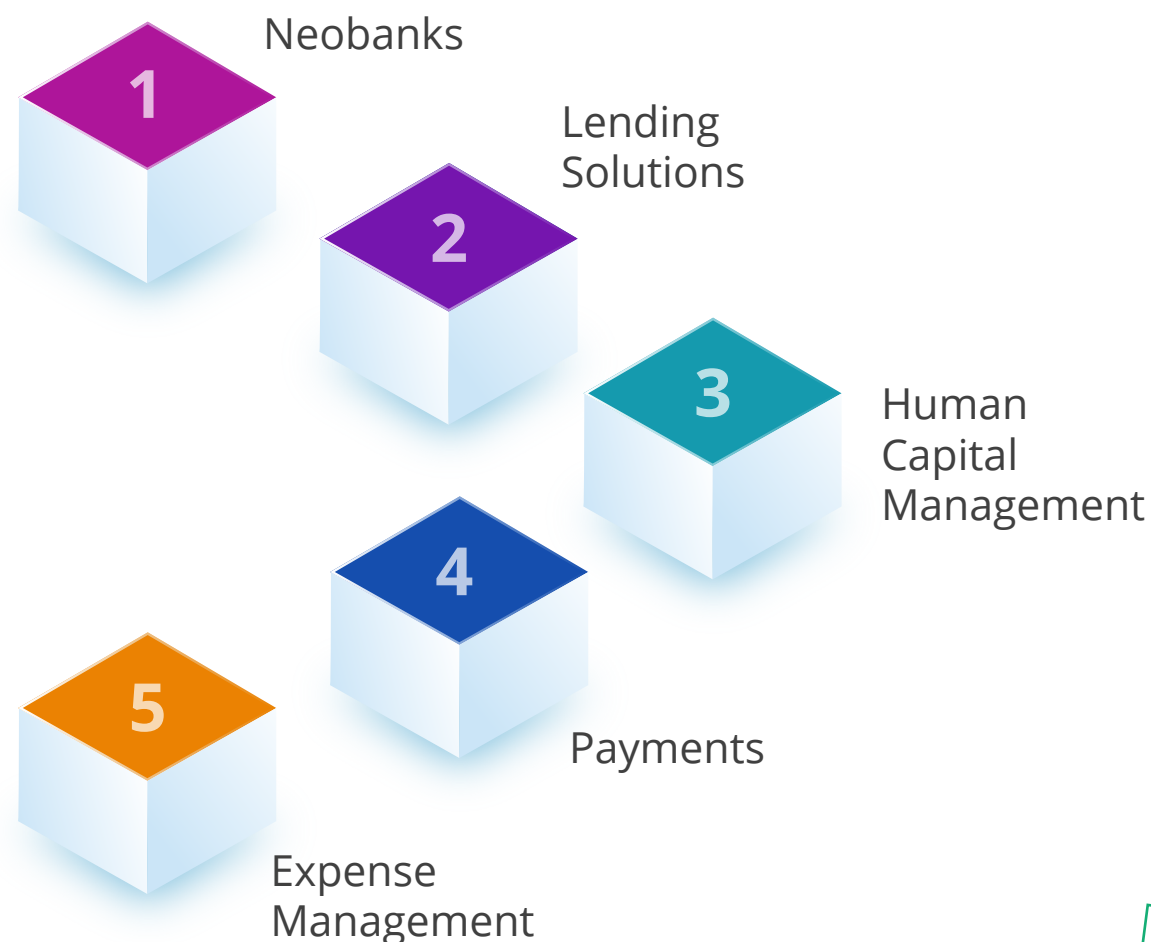 1
Neobanks
2
Lending
Solutions
3
Human
Capital
Management
4
Payments
5
Expense
Management